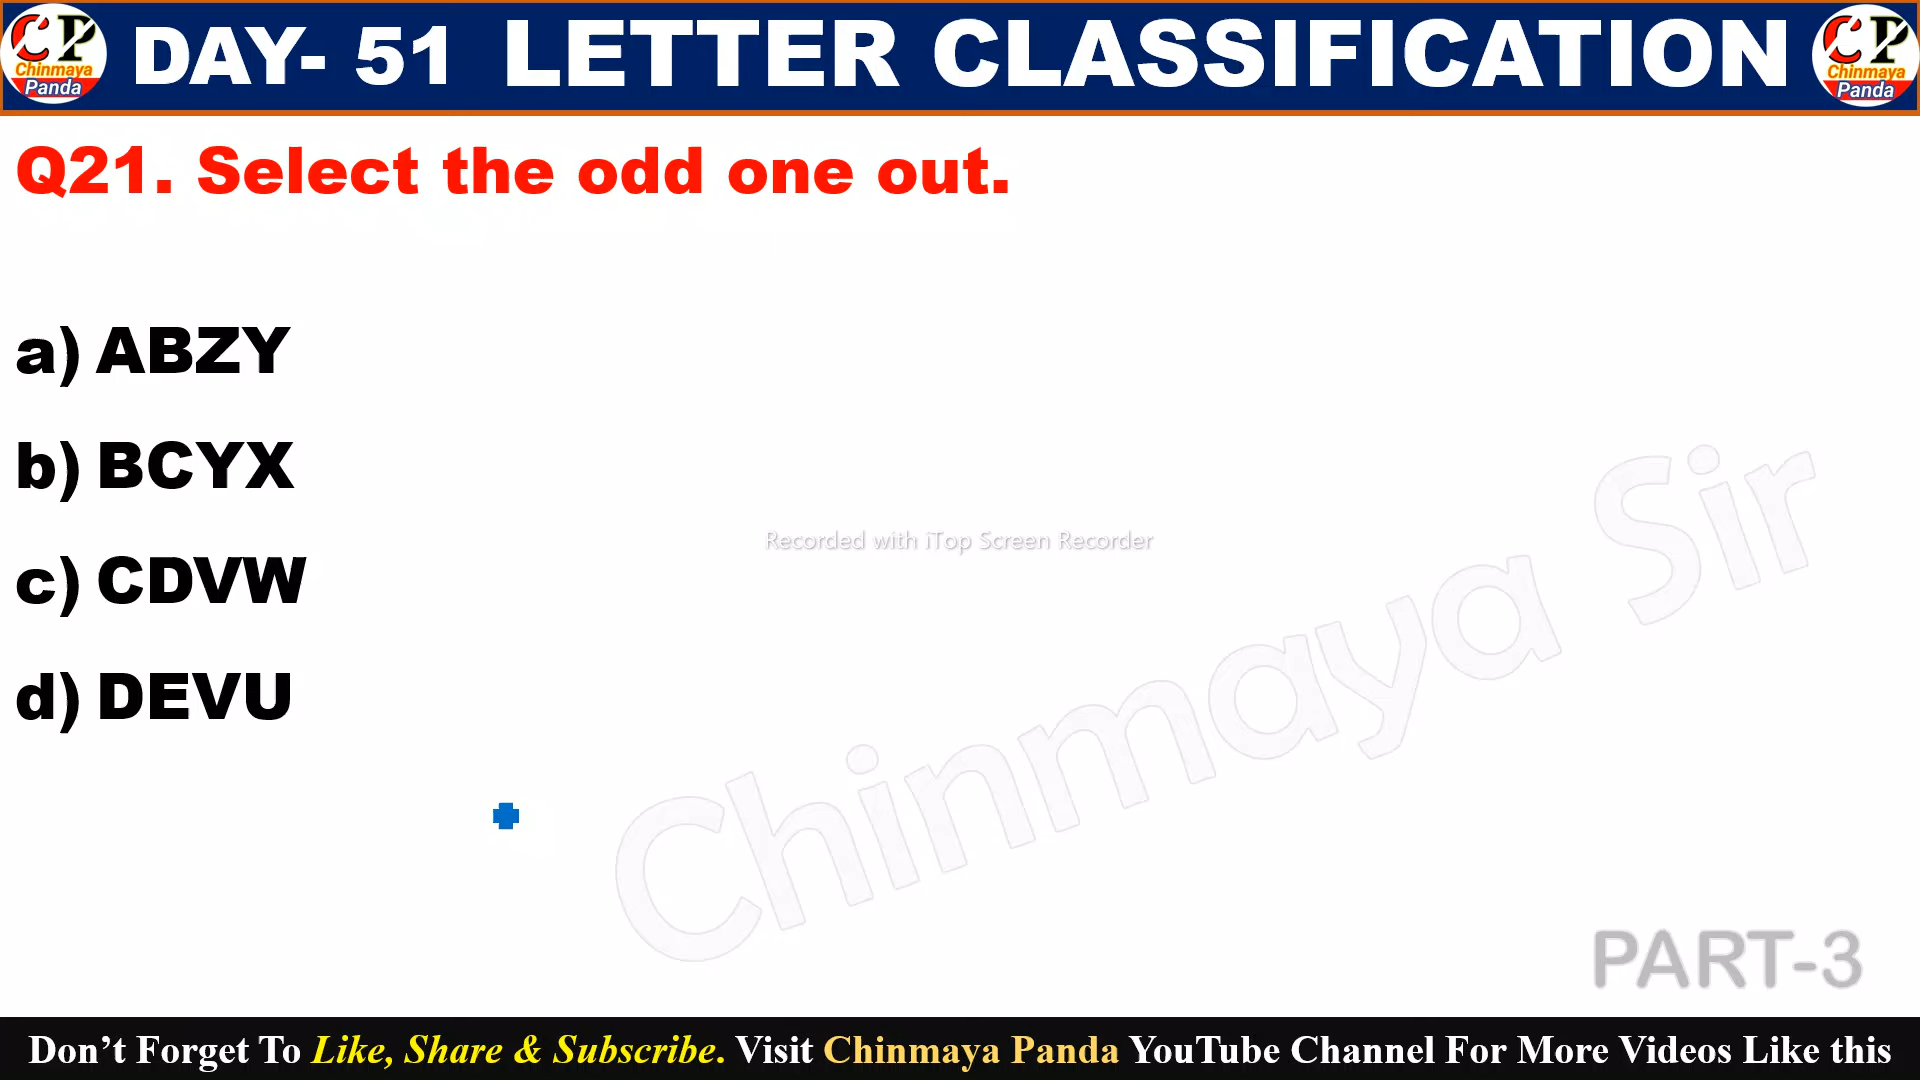 CP Chinmaya Panda DAY- 51 LETTER CLASSIFICATION CP Chinmaya Panda
Q21. Select the odd one out.
a) ABZY
b) BCYX
Recorded with iTop Screen Recorder
c) CDVW
d) DEVU
Chinmaya Sir
PART-3
Don’t Forget To Like, Share & Subscribe. Visit Chinmaya Panda YouTube Channel For More Videos Like this